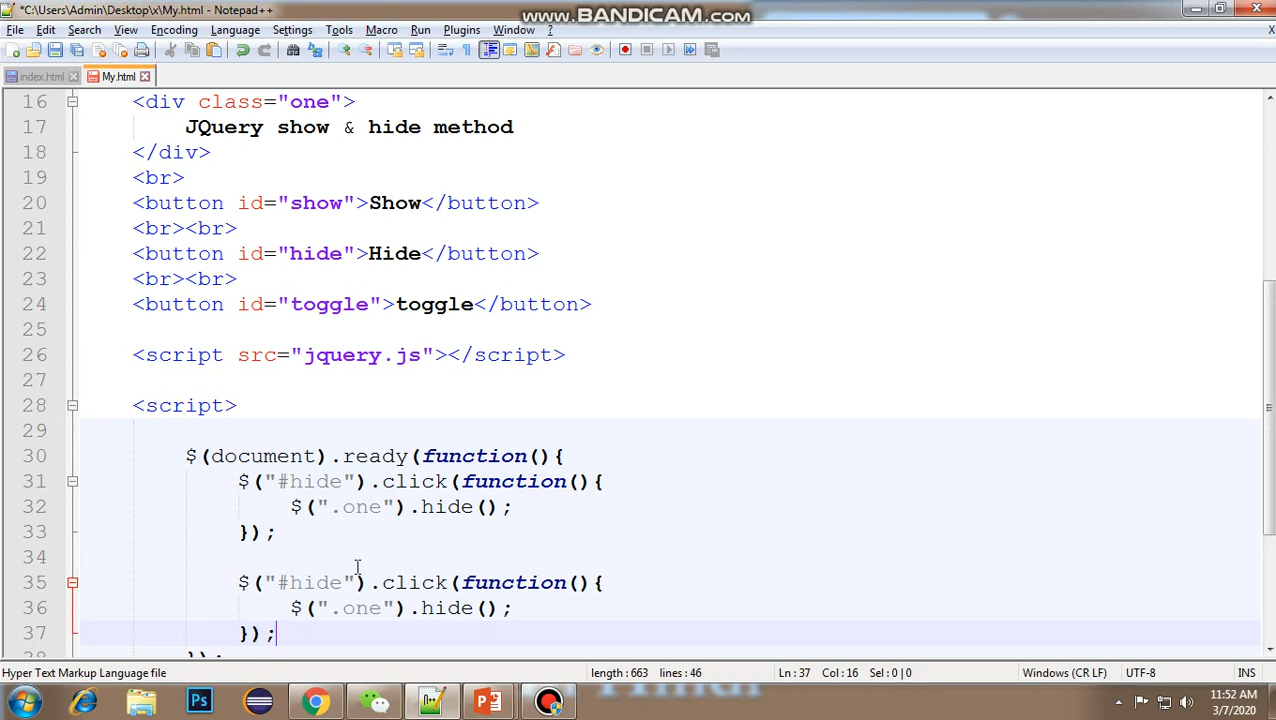 *C:\Users\Admin\Desktop\x\My.html - Notepad++
www.BANDICAM.com
File Edit Search View Encoding Language Settings Tools Macro Run Plugins Window ? X
index.html My.html
16 <div class="one">
17 JQuery show & hide method
18 </div>
19 <br>
20 <button id="show">Show</button>
21 <br><br>
22 <button id="hide">Hide</button>
23 <br><br>
24 <button id="toggle">toggle</button>
25
26 <script src="jquery.js"></script>
27
28 <script>
29
30 $(document).ready(function(){
31 $("#hide").click(function(){
32 $(".one").hide();
33 });
34
35 $("#hide").click(function(){
36 $(".one").hide();
37 });
38 });
Hyper Text Markup Language file length : 663 lines : 46 Ln : 37 Col : 16 Sel : 0 | 0 Windows (CR LF) UTF-8 INS
11:52 AM
3/7/2020